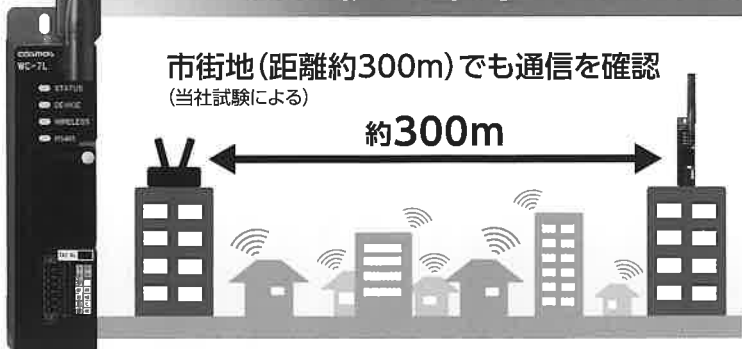 COSMOS
WC-7L
STATUS
DEVICE
WIRELESS
RS485
市街地（距離約300m）でも通信を確認
（当社試験による）
約300m